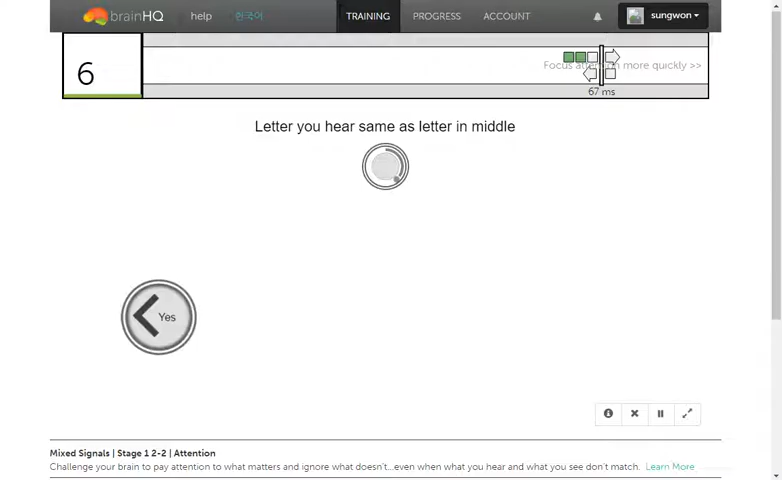 brainHQ help 한국어 TRAINING PROGRESS ACCOUNT sungwon
6
Focus attention more quickly >>
67 ms
Letter you hear same as letter in middle
Yes
Mixed Signals | Stage 1 2-2 | Attention
Challenge your brain to pay attention to what matters and ignore what doesn't...even when what you hear and what you see don't match. Learn More